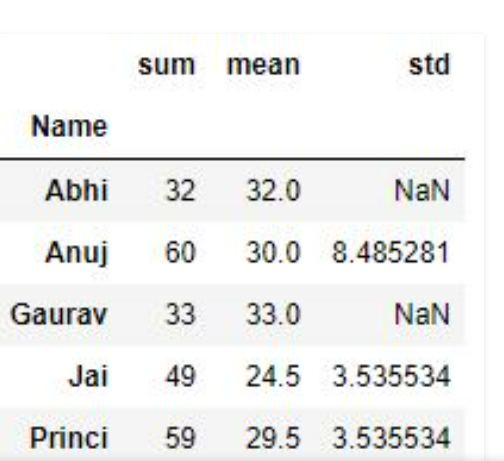 sum mean std
Name
Abhi 32 32.0 NaN
Anuj 60 30.0 8.485281
Gaurav 33 33.0 NaN
Jai 49 24.5 3.535534
Princi 59 29.5 3.535534